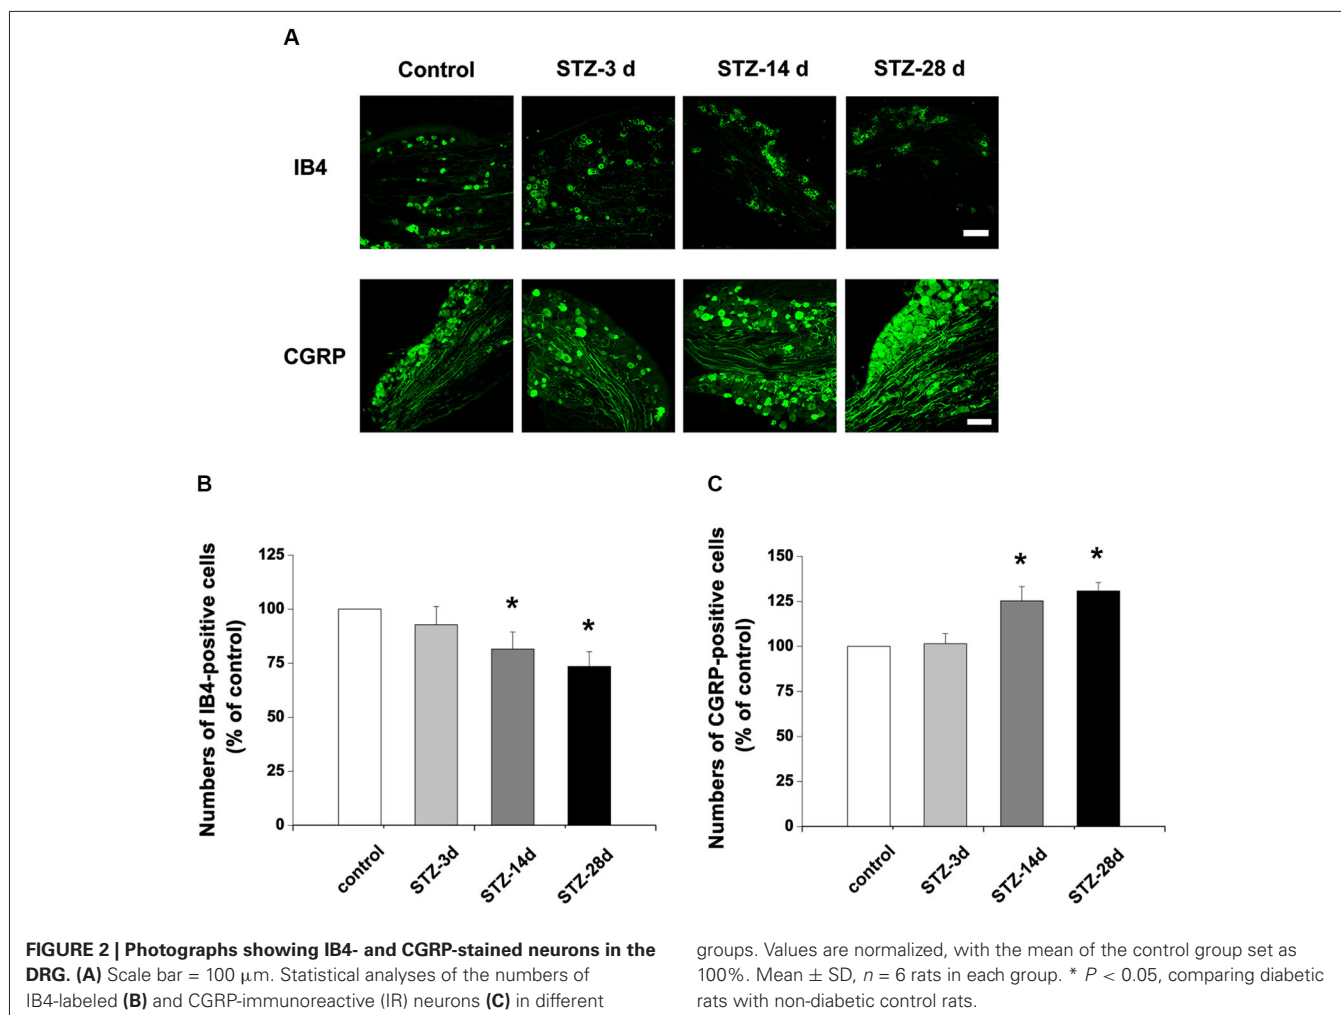 A
Control STZ-3 d STZ-14 d STZ-28 d
IB4
CGRP
B
Numbers of IB4-positive cells
(% of control)
125
100
75
50
25
0
* *
control STZ-3d STZ-14d STZ-28d
C
Numbers of CGRP-positive cells
(% of control)
150
125
100
75
50
25
0
* *
control STZ-3d STZ-14d STZ-28d
FIGURE 2 | Photographs showing IB4- and CGRP-stained neurons in the
DRG. (A) Scale bar = 100 μm. Statistical analyses of the numbers of
IB4-labeled (B) and CGRP-immunoreactive (IR) neurons (C) in different
groups. Values are normalized, with the mean of the control group set as
100%. Mean ± SD, n = 6 rats in each group. * P < 0.05, comparing diabetic
rats with non-diabetic control rats.